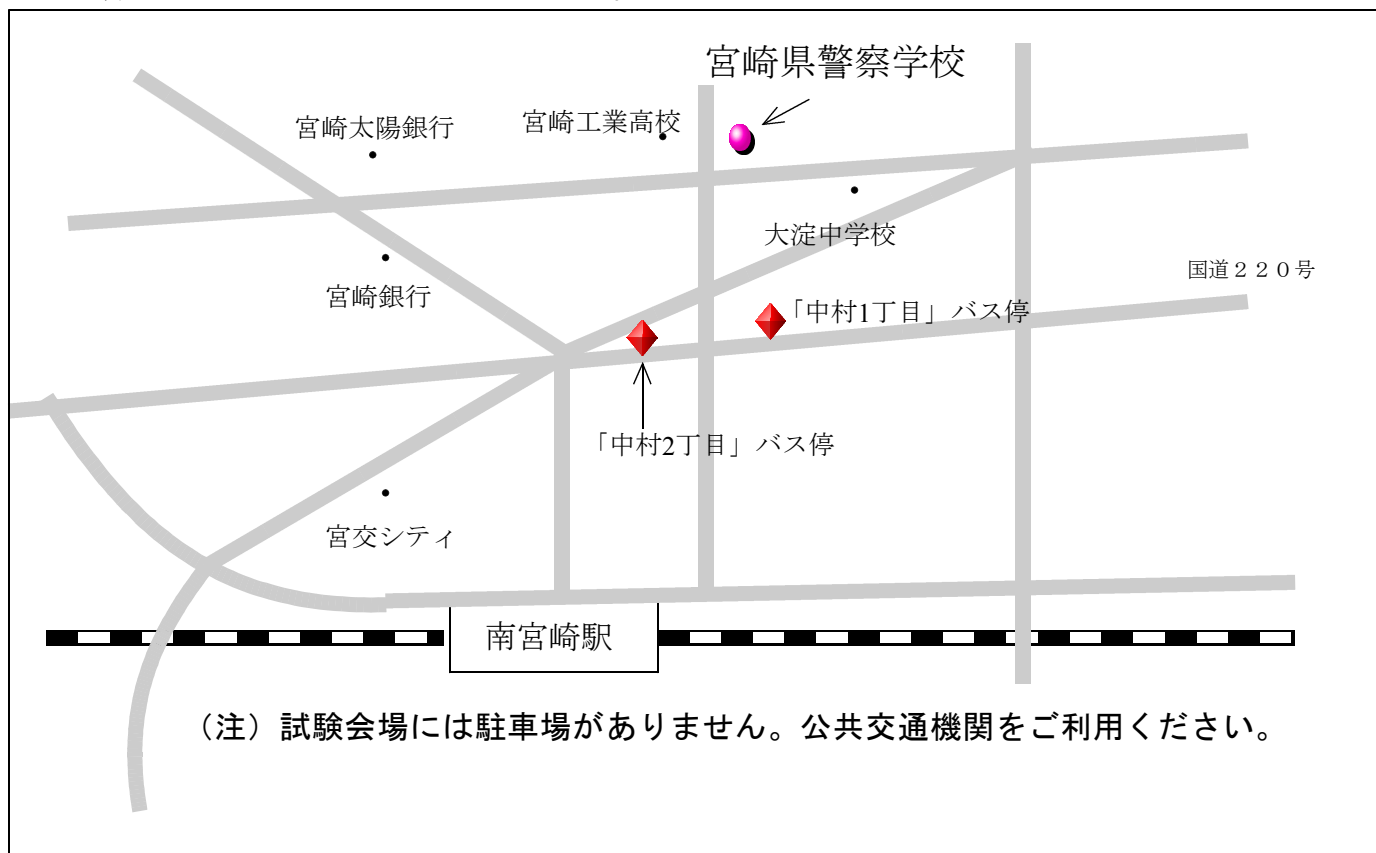 宮崎県警察学校
宮崎太陽銀行
宮崎工業高校
大淀中学校
国道２２０号
宮崎銀行
「中村1丁目」バス停
「中村2丁目」バス停
宮交シティ
南宮崎駅
（注）試験会場には駐車場がありません。公共交通機関をご利用ください。